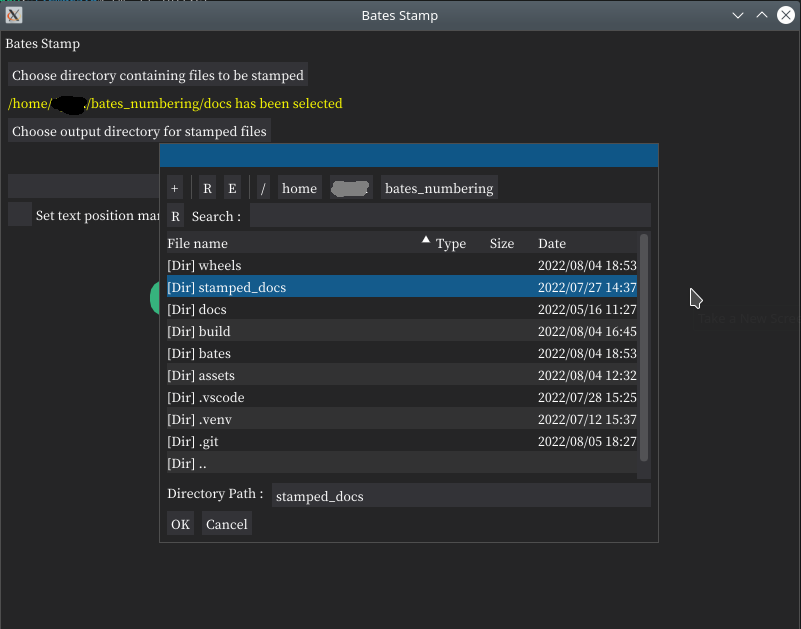 Bates Stamp
Bates Stamp
Choose directory containing files to be stamped
/home/ /bates_numbering/docs has been selected
Choose output directory for stamped files
+ R E / home bates_numbering
R Search :
File name Type Size Date
[Dir] wheels 2022/08/04 18:53
Set text position
[Dir] stamped_docs 2022/07/27 14:37
[Dir] docs 2022/05/16 11:27
[Dir] build 2022/08/04 16:45
[Dir] bates 2022/08/04 18:53
[Dir] assets 2022/08/04 12:32
[Dir] .vscode 2022/07/28 15:25
[Dir] .venv 2022/07/12 15:37
[Dir] .git 2022/08/05 18:27
[Dir] ..
Directory Path : stamped_docs
OK Cancel